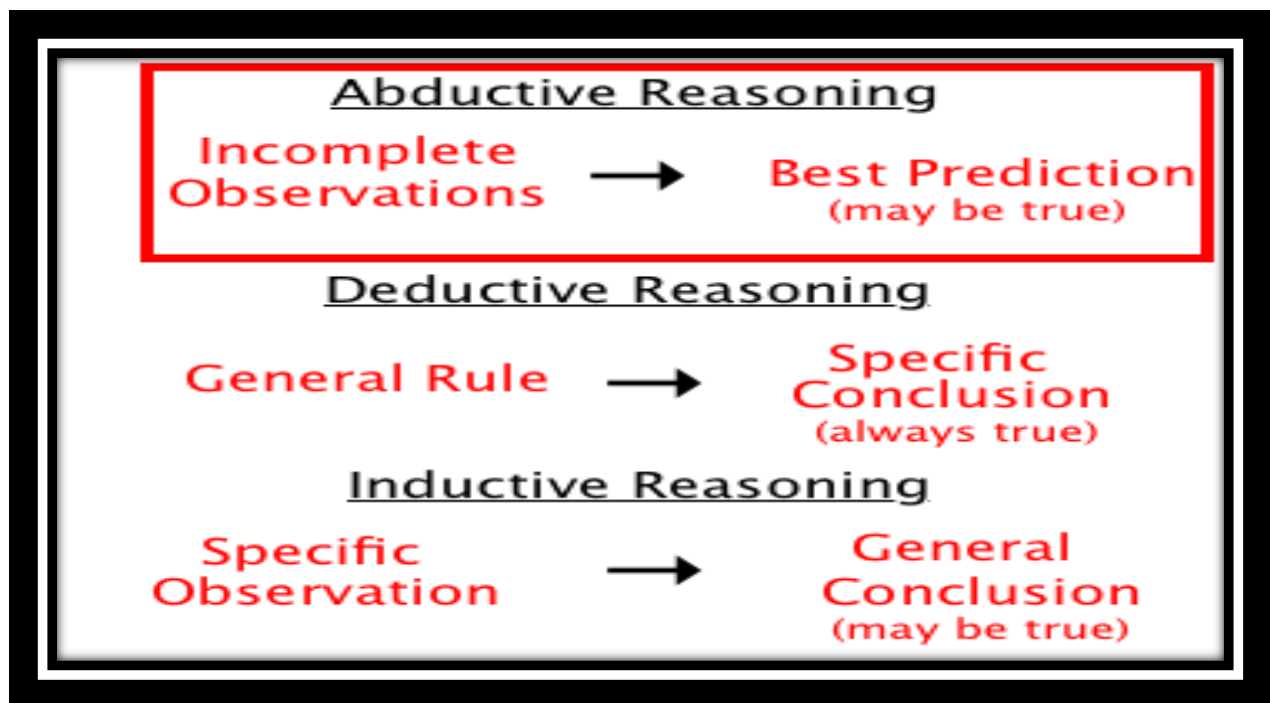 Abductive Reasoning
Incomplete
Observations
Best Prediction
(may be true)
Deductive Reasoning
General Rule
Specific
Conclusion
(always true)
Inductive Reasoning
Specific
Observation
General
Conclusion
(may be true)